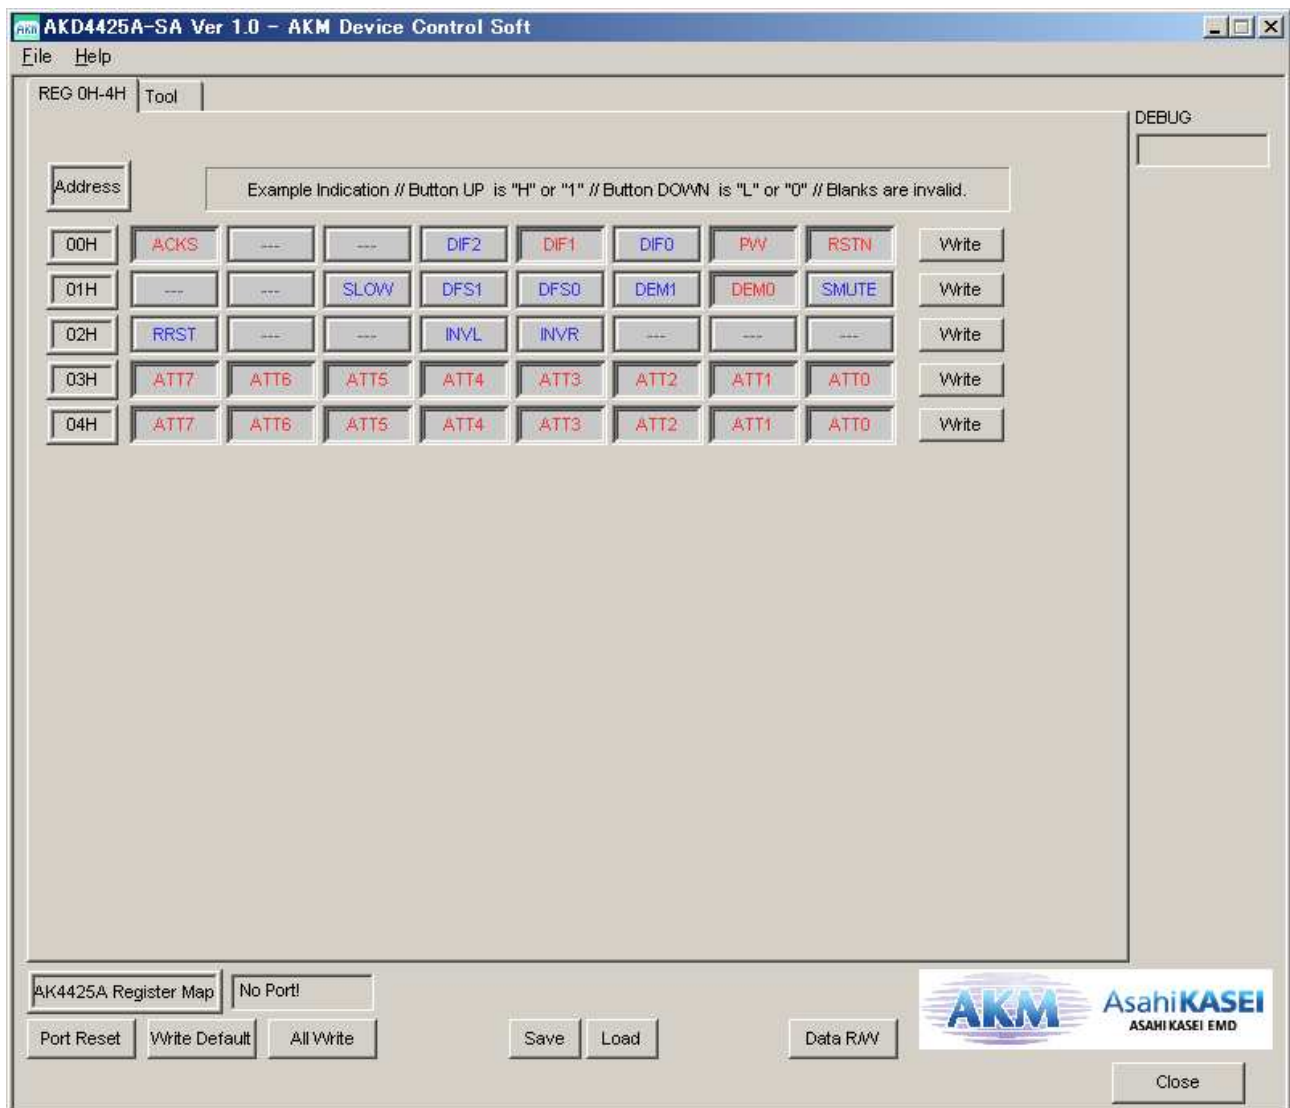 AKM AKD4425A-SA Ver 1.0 - AKM Device Control Soft
File Help
REG 0H-4H Tool
DEBUG
Address Example Indication // Button UP is "H" or "1" // Button DOWN is "L" or "0" // Blanks are invalid.
00H ACKS --- --- DIF2 DIF1 DIF0 PW RSTN Write
01H --- --- SLOW DFS1 DFS0 DEM1 DEM0 SMUTE Write
02H RRST --- --- INVL INVR --- --- --- Write
03H ATT7 ATT6 ATT5 ATT4 ATT3 ATT2 ATT1 ATT0 Write
04H ATT7 ATT6 ATT5 ATT4 ATT3 ATT2 ATT1 ATT0 Write
AK4425A Register Map No Port!
AKM AsahiKASEI
ASAHI KASEI EMD
Port Reset Write Default All Write Save Load Data R/W
Close